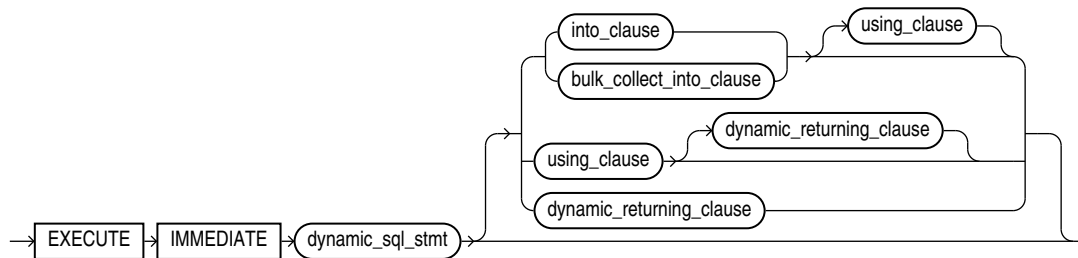 into_clause
using_clause
bulk_collect_into_clause
using_clause
dynamic_returning_clause
dynamic_returning_clause
EXECUTE IMMEDIATE dynamic_sql_stmt